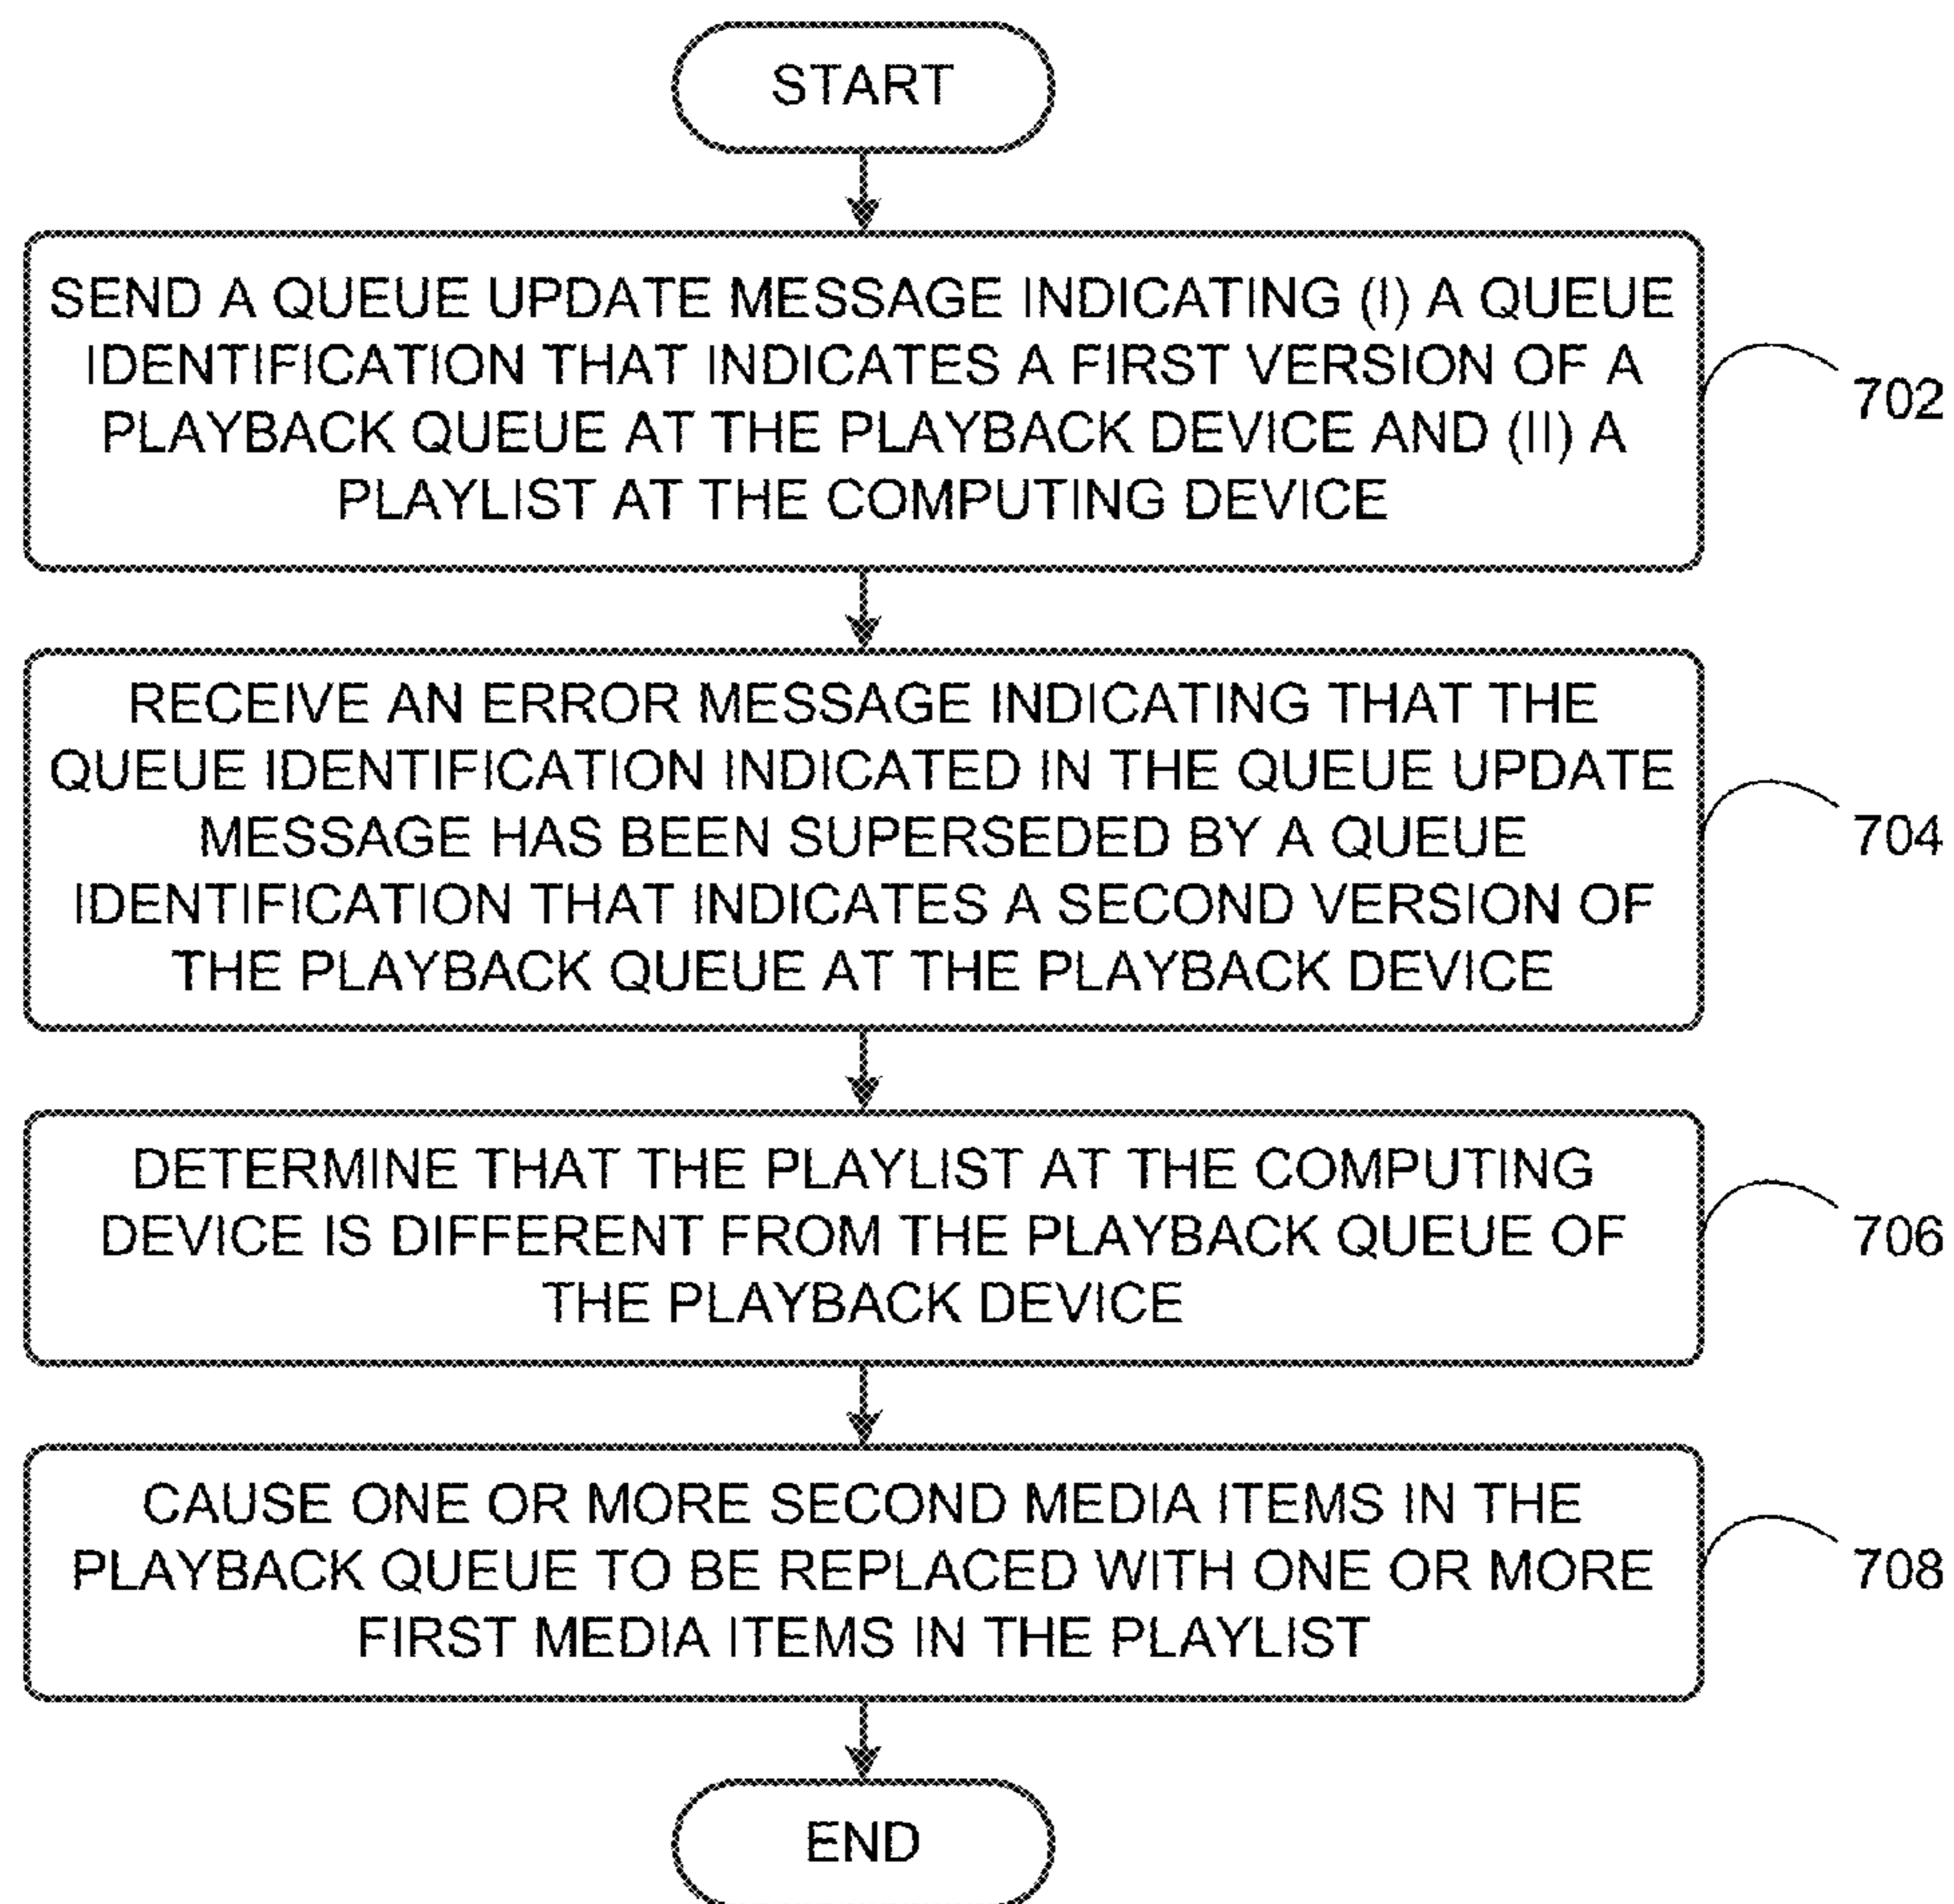 START
SEND A QUEUE UPDATE MESSAGE INDICATING (I) A QUEUE
IDENTIFICATION THAT INDICATES A FIRST VERSION OF A
PLAYBACK QUEUE AT THE PLAYBACK DEVICE AND (II) A
PLAYLIST AT THE COMPUTING DEVICE
702
RECEIVE AN ERROR MESSAGE INDICATING THAT THE
QUEUE IDENTIFICATION INDICATED IN THE QUEUE UPDATE
MESSAGE HAS BEEN SUPERSEDED BY A QUEUE
IDENTIFICATION THAT INDICATES A SECOND VERSION OF
THE PLAYBACK QUEUE AT THE PLAYBACK DEVICE
704
DETERMINE THAT THE PLAYLIST AT THE COMPUTING
DEVICE IS DIFFERENT FROM THE PLAYBACK QUEUE OF
THE PLAYBACK DEVICE
706
CAUSE ONE OR MORE SECOND MEDIA ITEMS IN THE
PLAYBACK QUEUE TO BE REPLACED WITH ONE OR MORE
FIRST MEDIA ITEMS IN THE PLAYLIST
708
END